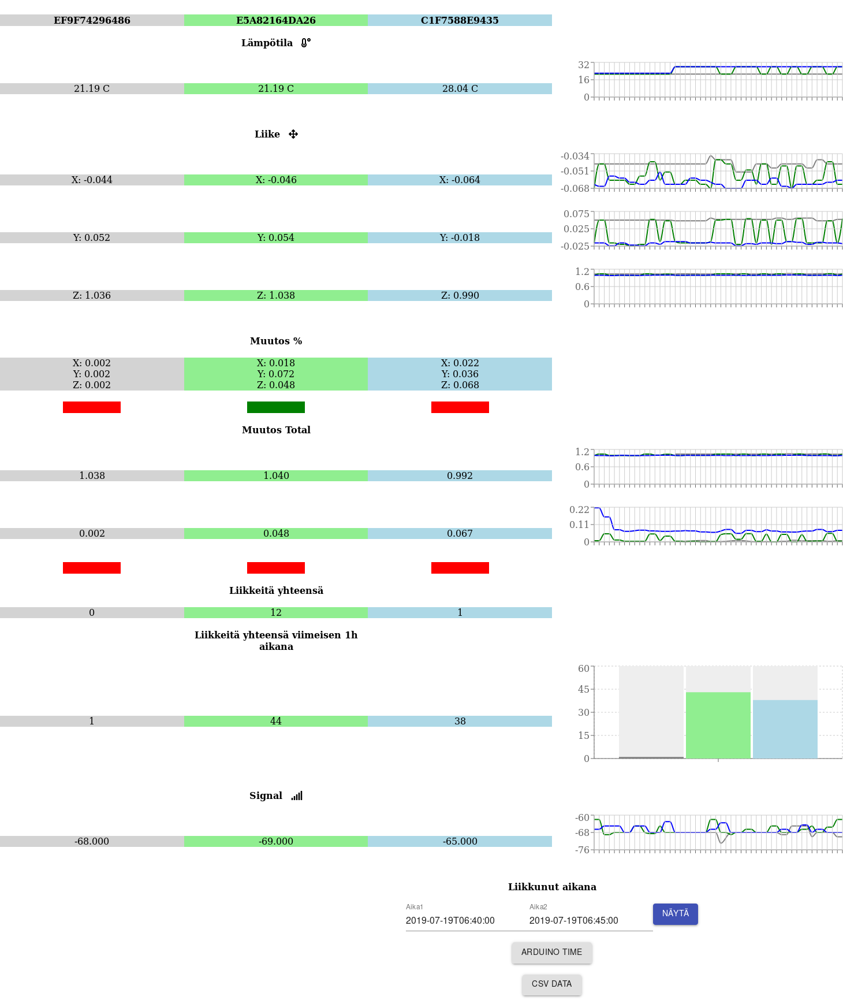 EF9F74296486 E5A82164DA26 C1F7588E9435
Lämpötila
32
16
0
21.19 C 21.19 C 28.04 C
Liike
-0.034
-0.051
-0.068
X: -0.044 X: -0.046 X: -0.064
0.075
0.025
-0.025
Y: 0.052 Y: 0.054 Y: -0.018
1.2
0.6
0
Z: 1.036 Z: 1.038 Z: 0.990
Muutos %
X: 0.002 X: 0.018 X: 0.022
Y: 0.002 Y: 0.072 Y: 0.036
Z: 0.002 Z: 0.048 Z: 0.068
Muutos Total
1.2
0.6
0
1.038 1.040 0.992
0.22
0.11
0
0.002 0.048 0.067
Liikkeitä yhteensä
0 12 1
Liikkeitä yhteensä viimeisen 1h
aikana
60
45
30
15
0
1 44 38
Signal
-60
-68
-76
-68.000 -69.000 -65.000
Liikkunut aikana
Aika1 Aika2
2019-07-19T06:40:00 2019-07-19T06:45:00 NÄYTÄ
ARDUINO TIME
CSV DATA